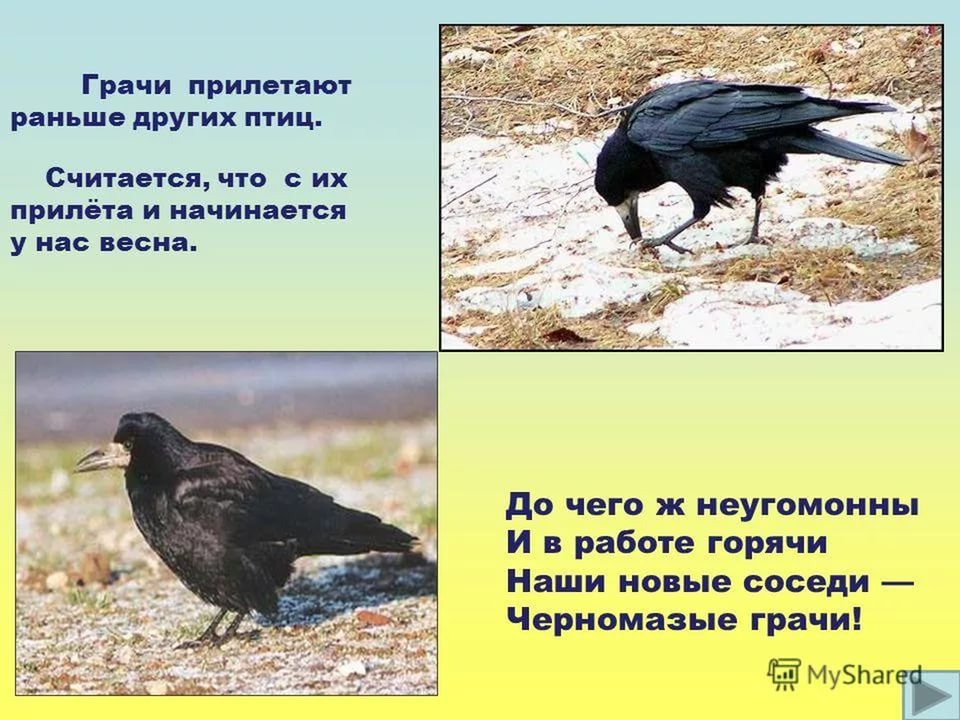 Грачи прилетают
раньше других птиц.
Считается, что с их
прилёта и начинается
у нас весна.
До чего ж неугомонны
И в работе горячи
Наши новые соседи —
Черномазые грачи!
MyShared